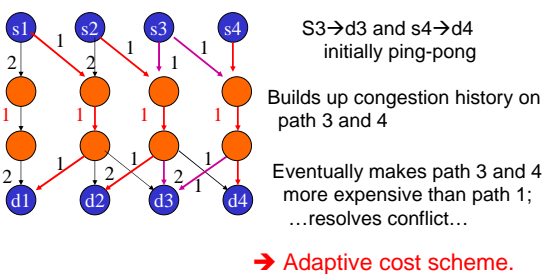 s1 s2 s3 s4
1 1 1 1
2 2 1
1 1 1 1
1 1 1 1
2 2 2 1 2
d1 d2 d3 d4
S3→d3 and s4→d4
initially ping-pong
Builds up congestion history on
path 3 and 4
Eventually makes path 3 and 4
more expensive than path 1;
…resolves conflict…
➔ Adaptive cost scheme.